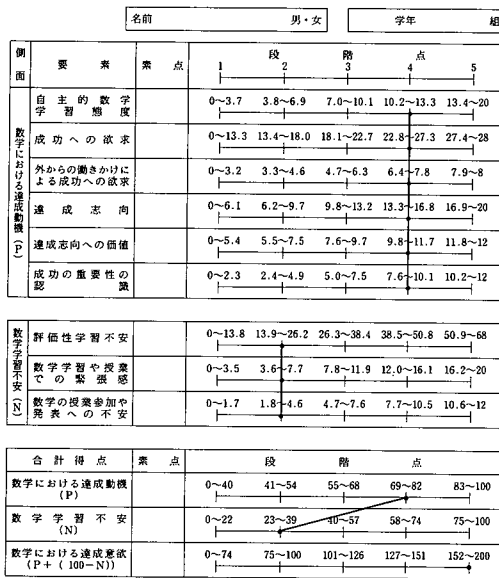 名前 男・女 学年 組
側面 要素 素点 段階点
1 2 3 4 5
数学における達成動機(P)
自主的数学学習態度 0~3.7 3.8~6.9 7.0~10.1 10.2~13.3 13.4~20
成功への欲求 0~13.3 13.4~18.0 18.1~22.7 22.8~27.3 27.4~28
外からの働きかけによる成功への欲求 0~3.2 3.3~4.6 4.7~6.3 6.4~7.8 7.9~8
達成志向 0~6.1 6.2~9.7 9.8~13.2 13.3~16.8 16.9~20
達成志向への価値 0~5.4 5.5~7.5 7.6~9.7 9.8~11.7 11.8~12
成功の重要性の認識 0~2.3 2.4~4.9 5.0~7.5 7.6~10.1 10.2~12
数学学習不安(N)
評価性学習不安 0~13.8 13.9~26.2 26.3~38.4 38.5~50.8 50.9~68
数学学習や授業での緊張感 0~3.5 3.6~7.7 7.8~11.9 12.0~16.1 16.2~20
数学の授業参加や発表への不安 0~1.7 1.8~4.6 4.7~7.6 7.7~10.5 10.6~12
合計得点 素点 段階点
数学における達成動機(P) 0~40 41~54 55~68 69~82 83~100
数学学習不安(N) 0~22 23~39 40~57 58~74 75~100
数学における達成意欲(P+(100-N)) 0~74 75~100 101~126 127~151 152~200